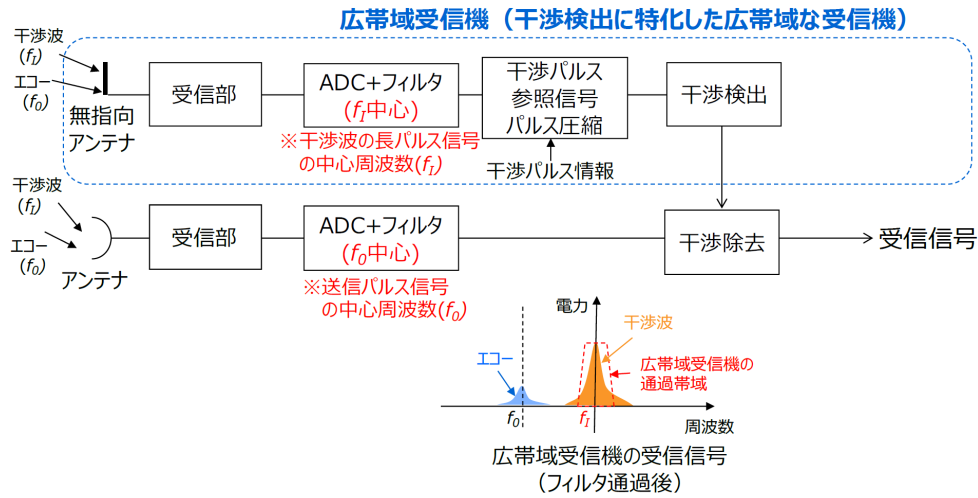 広帯域受信機（干渉検出に特化した広帯域な受信機）
干渉波
(fI)
エコー
(f0)
無指向
アンテナ
受信部
ADC+フィルタ
(fI中心)
※干渉波の長パルス信号
の中心周波数(fI)
干渉パルス
参照信号
パルス圧縮
干渉パルス情報
干渉検出
干渉波
(fI)
エコー
(f0)
アンテナ
受信部
ADC+フィルタ
(f0中心)
※送信パルス信号
の中心周波数(f0)
干渉除去
受信信号
電力
干渉波
エコー
広帯域受信機の
通過帯域
f0
fI
周波数
広帯域受信機の受信信号
（フィルタ通過後）